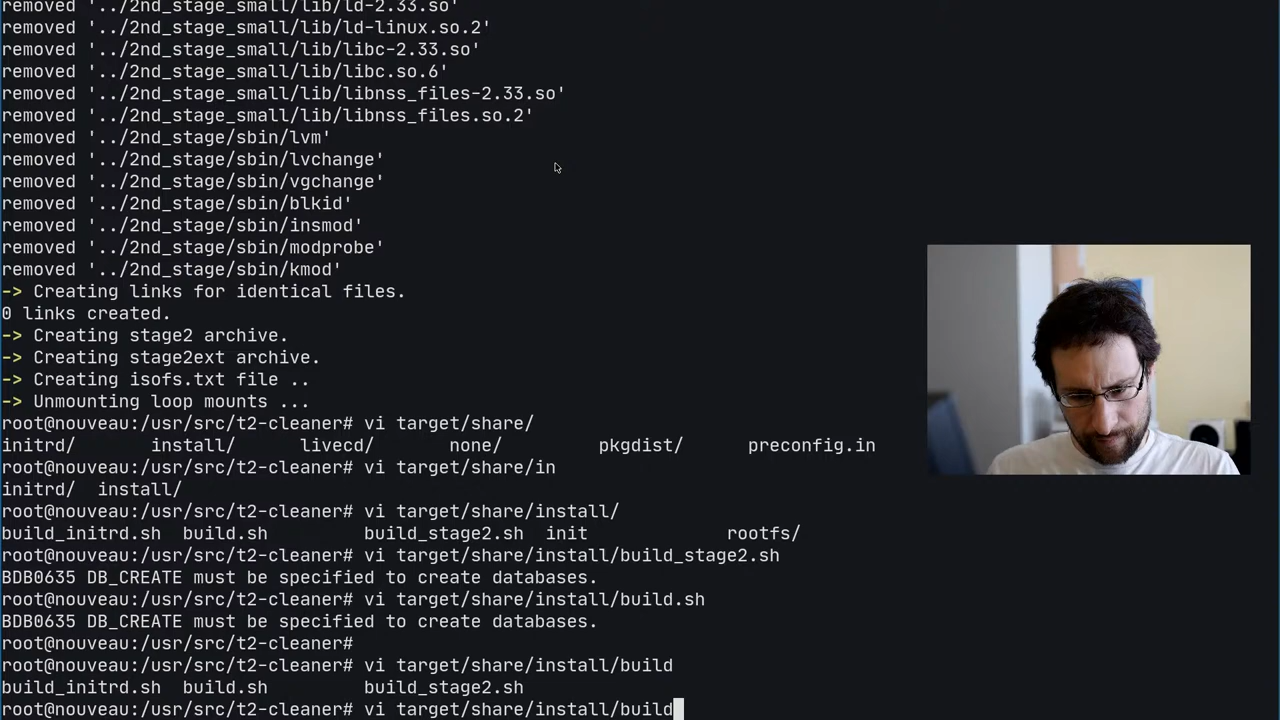 removed '../2nd_stage_small/lib/ld-2.33.so'
removed '../2nd_stage_small/lib/ld-linux.so.2'
removed '../2nd_stage_small/lib/libc-2.33.so'
removed '../2nd_stage_small/lib/libc.so.6'
removed '../2nd_stage_small/lib/libnss_files-2.33.so'
removed '../2nd_stage_small/lib/libnss_files.so.2'
removed '../2nd_stage/sbin/lvm'
removed '../2nd_stage/sbin/lvchange'
removed '../2nd_stage/sbin/vgchange'
removed '../2nd_stage/sbin/blkid'
removed '../2nd_stage/sbin/insmod'
removed '../2nd_stage/sbin/modprobe'
removed '../2nd_stage/sbin/kmod'
-> Creating links for identical files.
0 links created.
-> Creating stage2 archive.
-> Creating stage2ext archive.
-> Creating isofs.txt file ..
-> Unmounting loop mounts ...
root@nouveau:/usr/src/t2-cleaner# vi target/share/
initrd/ install/ livecd/ none/ pkgdist/ preconfig.in
root@nouveau:/usr/src/t2-cleaner# vi target/share/in
initrd/ install/
root@nouveau:/usr/src/t2-cleaner# vi target/share/install/
build_initrd.sh build.sh build_stage2.sh init rootfs/
root@nouveau:/usr/src/t2-cleaner# vi target/share/install/build_stage2.sh
BDB0635 DB_CREATE must be specified to create databases.
root@nouveau:/usr/src/t2-cleaner# vi target/share/install/build.sh
BDB0635 DB_CREATE must be specified to create databases.
root@nouveau:/usr/src/t2-cleaner#
root@nouveau:/usr/src/t2-cleaner# vi target/share/install/build
build_initrd.sh build.sh build_stage2.sh
root@nouveau:/usr/src/t2-cleaner# vi target/share/install/build